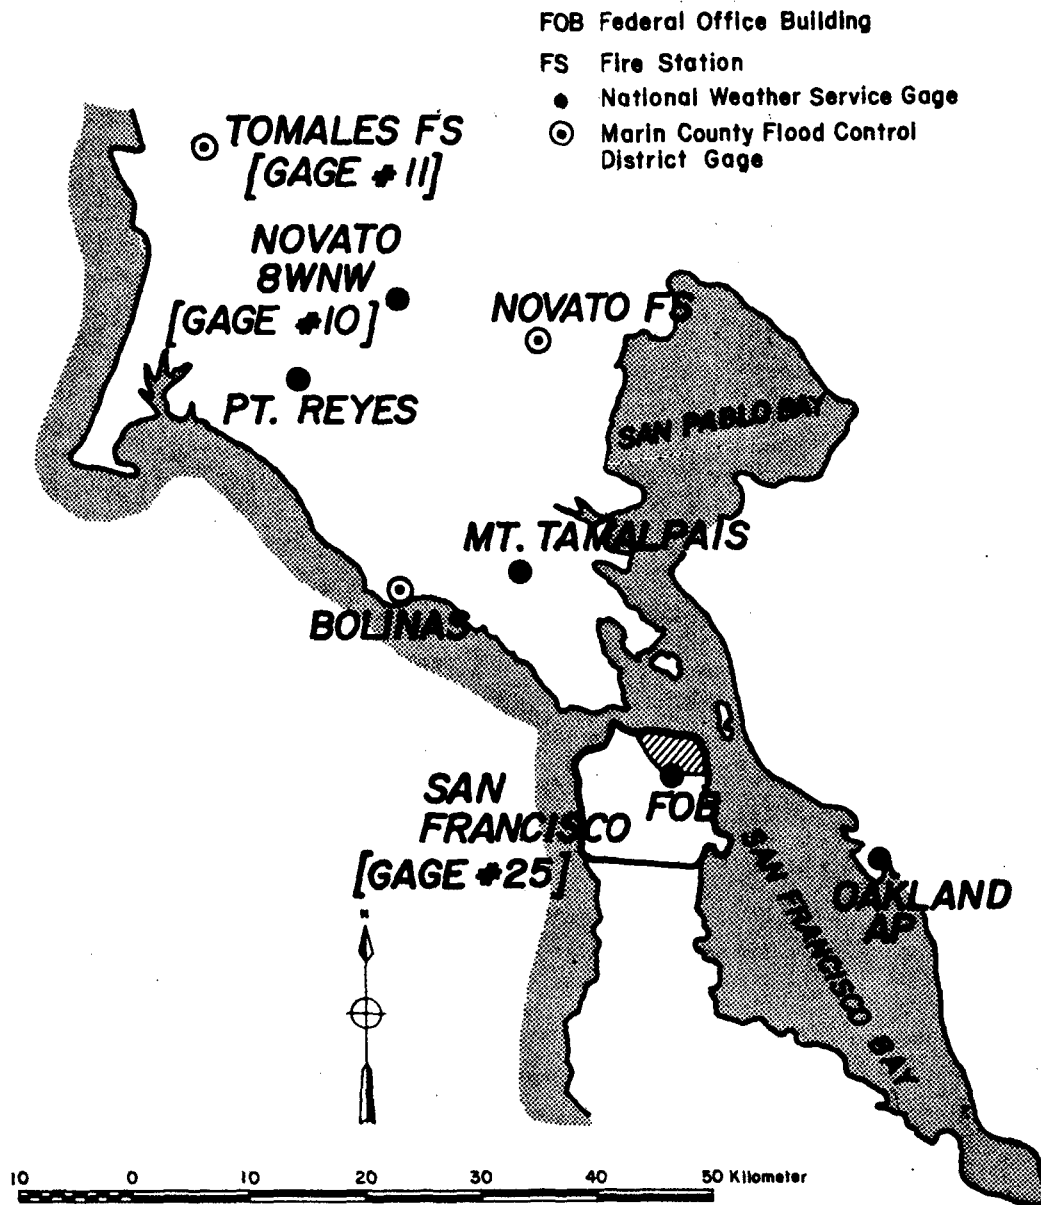 FOB Federal Office Building
FS Fire Station
National Weather Service Gage
Marin County Flood Control
District Gage
TOMALES FS
[GAGE #11]
NOVATO
8WNW
[GAGE #10]
NOVATO FS
PT. REYES
SAN PABLO BAY
MT. TAMALPAIS
BOLINAS
SAN
FRANCISCO
[GAGE #25]
FOB
SAN FRANCISCO BAY
OAKLAND
AP
N
10 0 10 20 30 40 50 Kilometer